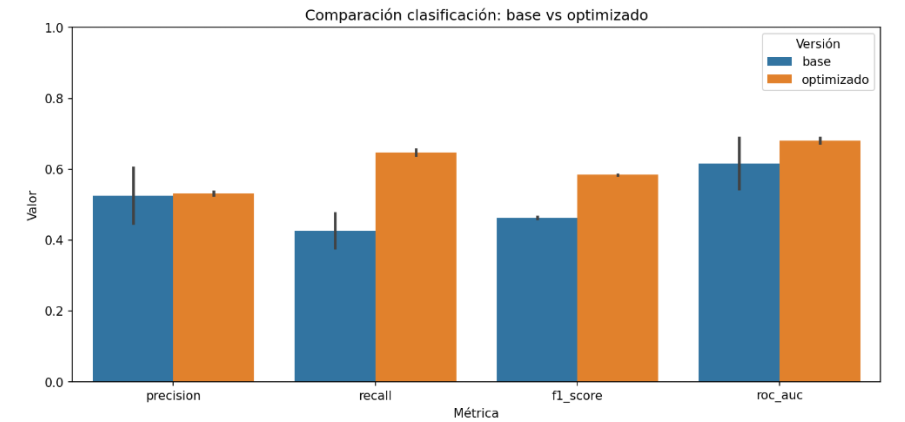 Comparación clasificación: base vs optimizado
1.0
0.8
0.6
0.4
0.2
0.0
Valor
Versión
base
optimizado
precision
recall
f1_score
roc_auc
Métrica